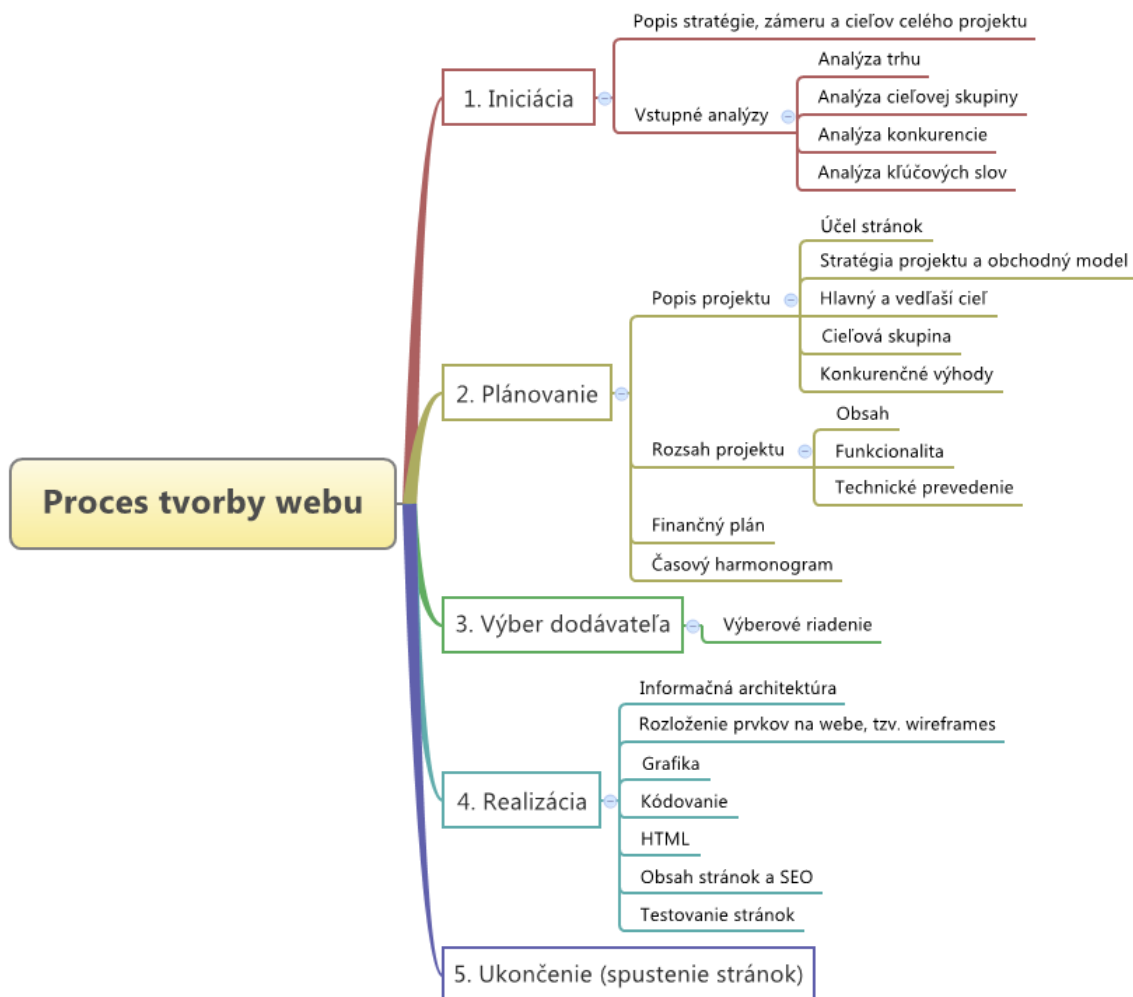 Proces tvorby webu
1. Iniciácia
Popis stratégie, zámeru a cieľov celého projektu
Vstupné analýzy
Analýza trhu
Analýza cieľovej skupiny
Analýza konkurencie
Analýza kľúčových slov
2. Plánovanie
Popis projektu
Účel stránok
Stratégia projektu a obchodný model
Hlavný a vedľaší cieľ
Cieľová skupina
Konkurenčné výhody
Rozsah projektu
Obsah
Funkcionalita
Technické prevedenie
Finančný plán
Časový harmonogram
3. Výber dodávateľa
Výberové riadenie
4. Realizácia
Informačná architektúra
Rozloženie prvkov na webe, tzv. wireframes
Grafika
Kódovanie
HTML
Obsah stránok a SEO
Testovanie stránok
5. Ukončenie (spustenie stránok)